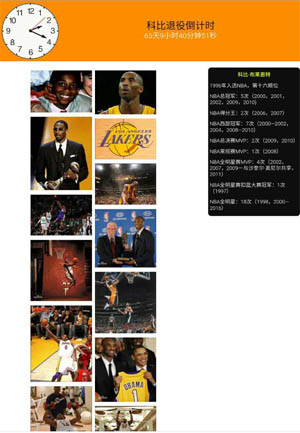 科比退役倒计时
65天9小时40分钟51秒
科比·布莱恩特
1996年入选NBA，第十六顺位
NBA总冠军：5次（2000、2001、
2002、2009、2010）
NBA得分王：2次（2006、2007）
NBA西部冠军：7次（2000—2002、
2004、2008—2010）
NBA总决赛MVP：2次（2009、2010）
NBA常规赛MVP：1次（2008）
NBA全明星赛MVP：4次（2002、
2007、2009—与沙奎尔·奥尼尔共享、
2011）
NBA全明星赛扣篮大赛冠军：1次
（1997）
NBA全明星：18次（1998、2000—
2016）
LAKERS
OBAMA
1